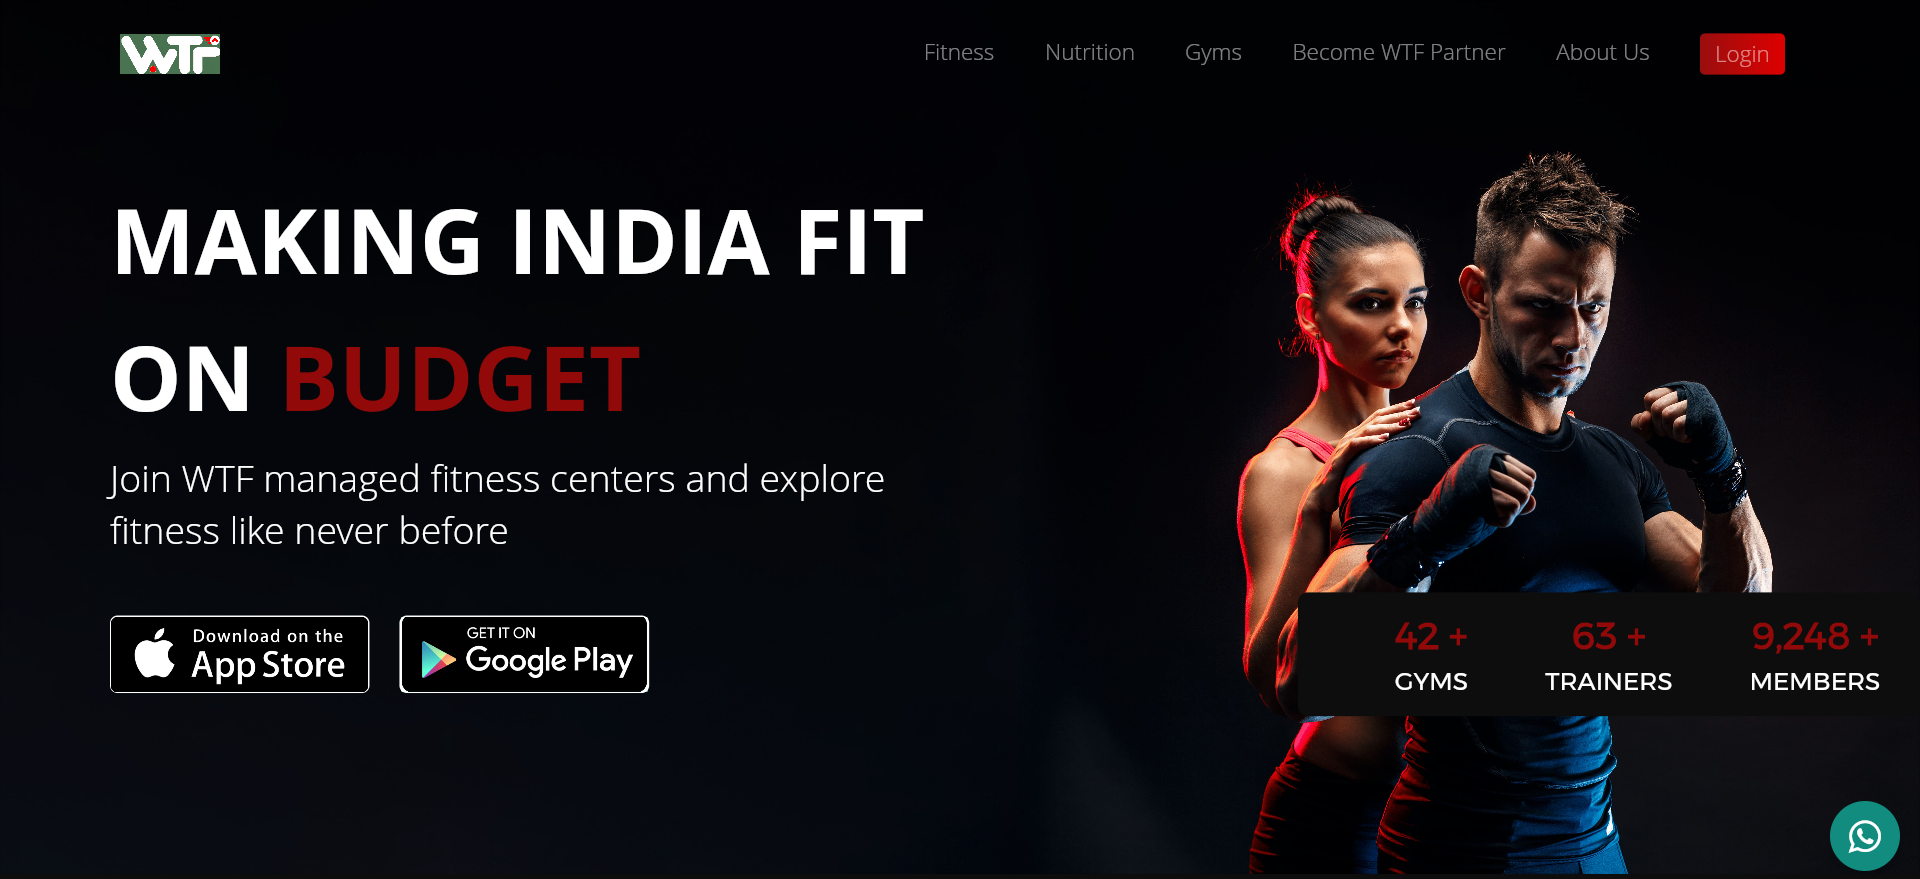 WTF
Fitness
Nutrition
Gyms
Become WTF Partner
About Us
Login
MAKING INDIA FIT
ON BUDGET
Join WTF managed fitness centers and explore
fitness like never before
Download on the
App Store
GET IT ON
Google Play
42 +
GYMS
63 +
TRAINERS
9,248 +
MEMBERS